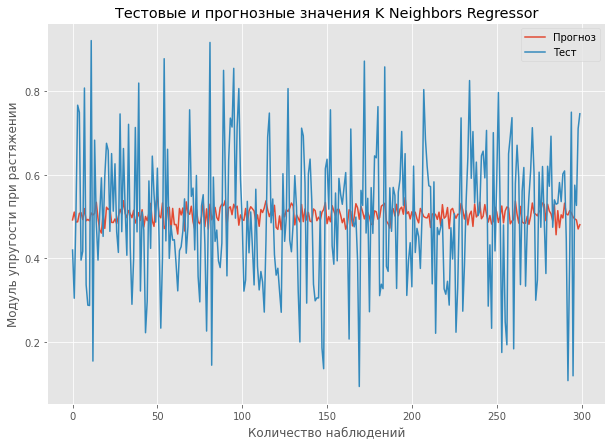 Тестовые и прогнозные значения K Neighbors Regressor
Прогноз
Тест
Модуль упругости при растяжении
0.8
0.6
0.4
0.2
0 50 100 150 200 250 300
Количество наблюдений